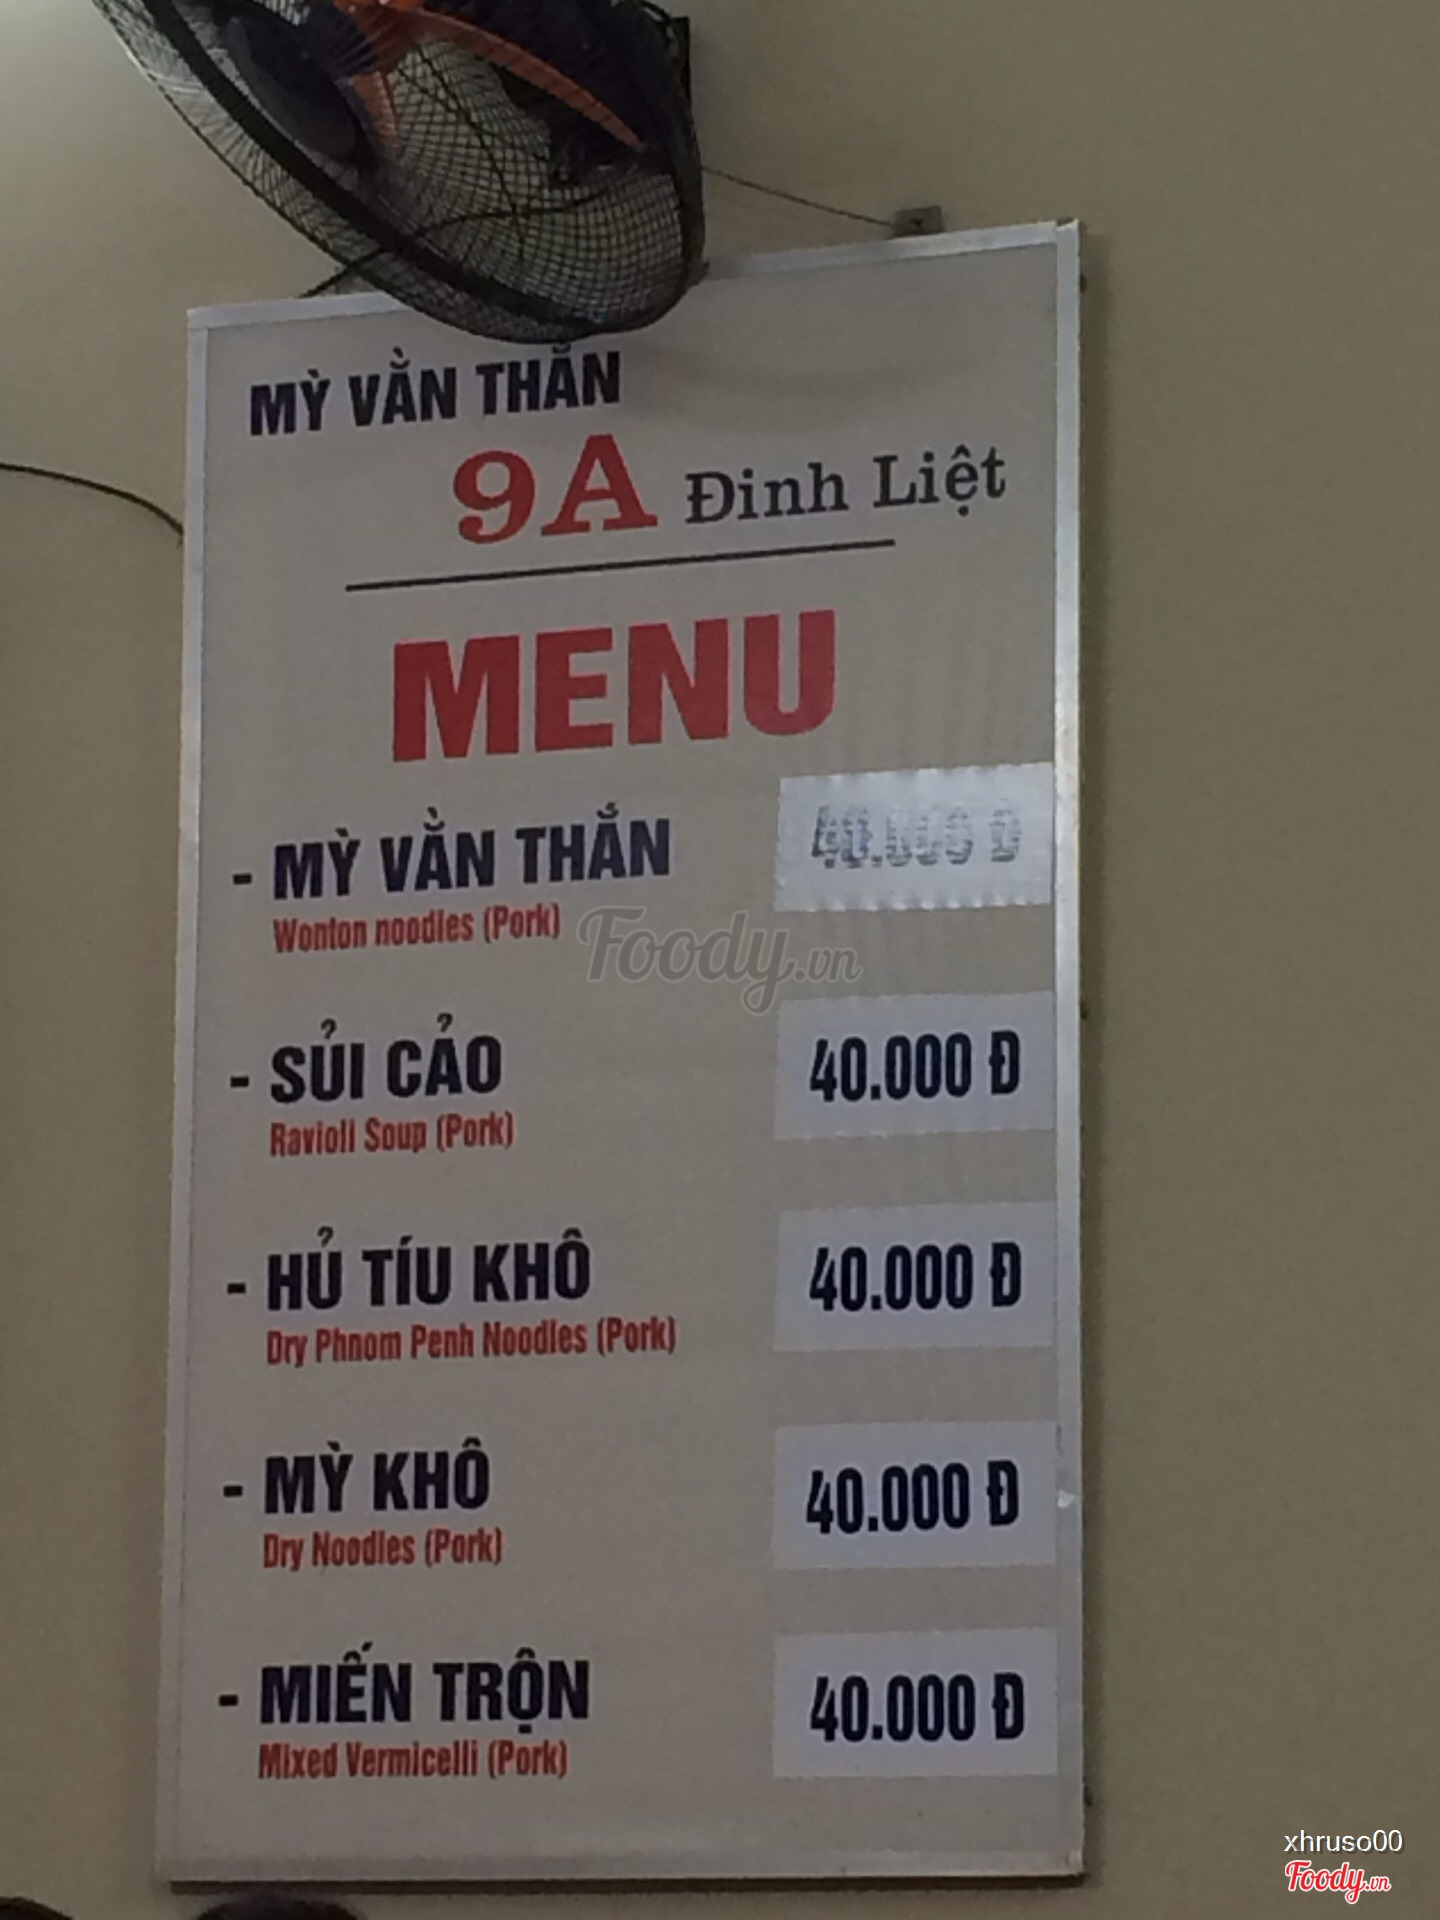 MỲ VẰN THẮN
9A Đinh Liệt
MENU
- MỲ VẰN THẮN 40.000 Đ
Wonton noodles (Pork)
Foody.vn
- SỦI CẢO 40.000 Đ
Ravioli Soup (Pork)
- HỦ TÍU KHÔ 40.000 Đ
Dry Phnom Penh Noodles (Pork)
- MỲ KHÔ 40.000 Đ
Dry Noodles (Pork)
- MIẾN TRỘN 40.000 Đ
Mixed Vermicelli (Pork)
xhruso00
Foody.vn